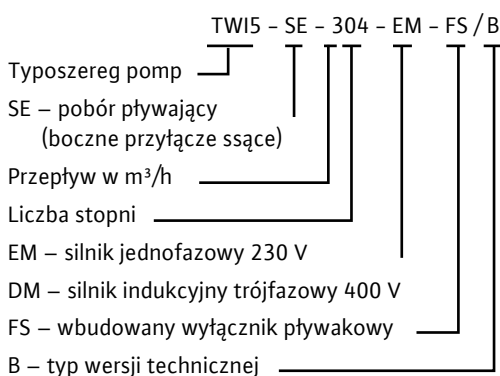 TWI5 – SE – 304 – EM – FS / B
Typoszereg pomp
SE – pobór pływający
(boczne przyłącze ssące)
Przepływ w m³/h
Liczba stopni
EM – silnik jednofazowy 230 V
DM – silnik indukcyjny trójfazowy 400 V
FS – wbudowany wyłącznik pływakowy
B – typ wersji technicznej